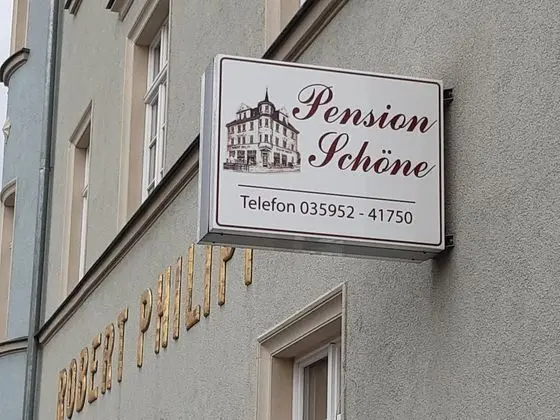 Pension
Schöne
Telefon 035952 - 41750
ROBERT PHILIPP